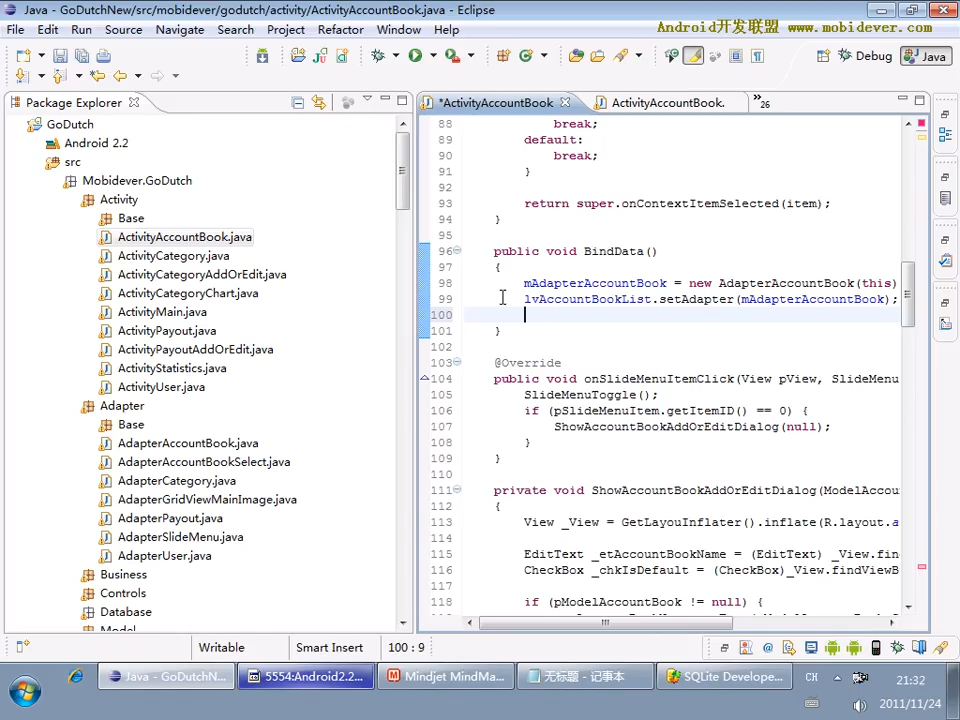 Java - GoDutchNew/src/mobidever/godutch/activity/ActivityAccountBook.java - Eclipse
File Edit Run Source Navigate Search Project Refactor Window Help
Android开发联盟 www.mobidever.com
Debug Java
Package Explorer
*ActivityAccountBook
ActivityAccountBook.
»26
GoDutch
Android 2.2
src
Mobidever.GoDutch
Activity
Base
ActivityAccountBook.java
ActivityCategory.java
ActivityCategoryAddOrEdit.java
ActivityCategoryChart.java
ActivityMain.java
ActivityPayout.java
ActivityPayoutAddOrEdit.java
ActivityStatistics.java
ActivityUser.java
Adapter
Base
AdapterAccountBook.java
AdapterAccountBookSelect.java
AdapterCategory.java
AdapterGridViewMainImage.java
AdapterPayout.java
AdapterSlideMenu.java
AdapterUser.java
Business
Controls
Database
Model
88 break;
89 default:
90 break;
91 }
92
93 return super.onContextItemSelected(item);
94 }
95
96 public void BindData()
97 {
98 mAdapterAccountBook = new AdapterAccountBook(this)
99 lvAccountBookList.setAdapter(mAdapterAccountBook);
100
101 }
102
103 @Override
104 public void onSlideMenuItemClick(View pView, SlideMenu
105 SlideMenuToggle();
106 if (pSlideMenuItem.getItemID() == 0) {
107 ShowAccountBookAddOrEditDialog(null);
108 }
109 }
110
111 private void ShowAccountBookAddOrEditDialog(ModelAccou
112 {
113 View _View = GetLayouInflater().inflate(R.layout.a
114
115 EditText _etAccountBookName = (EditText) _View.fin
116 CheckBox _chkIsDefault = (CheckBox)_View.findViewB
117
118 if (pModelAccountBook != null) {
Writable Smart Insert 100 : 9
Java - GoDutchN...
5554:Android2.2...
Mindjet MindMa...
无标题 - 记事本
SQLite Develope...
CH
21:32
2011/11/24